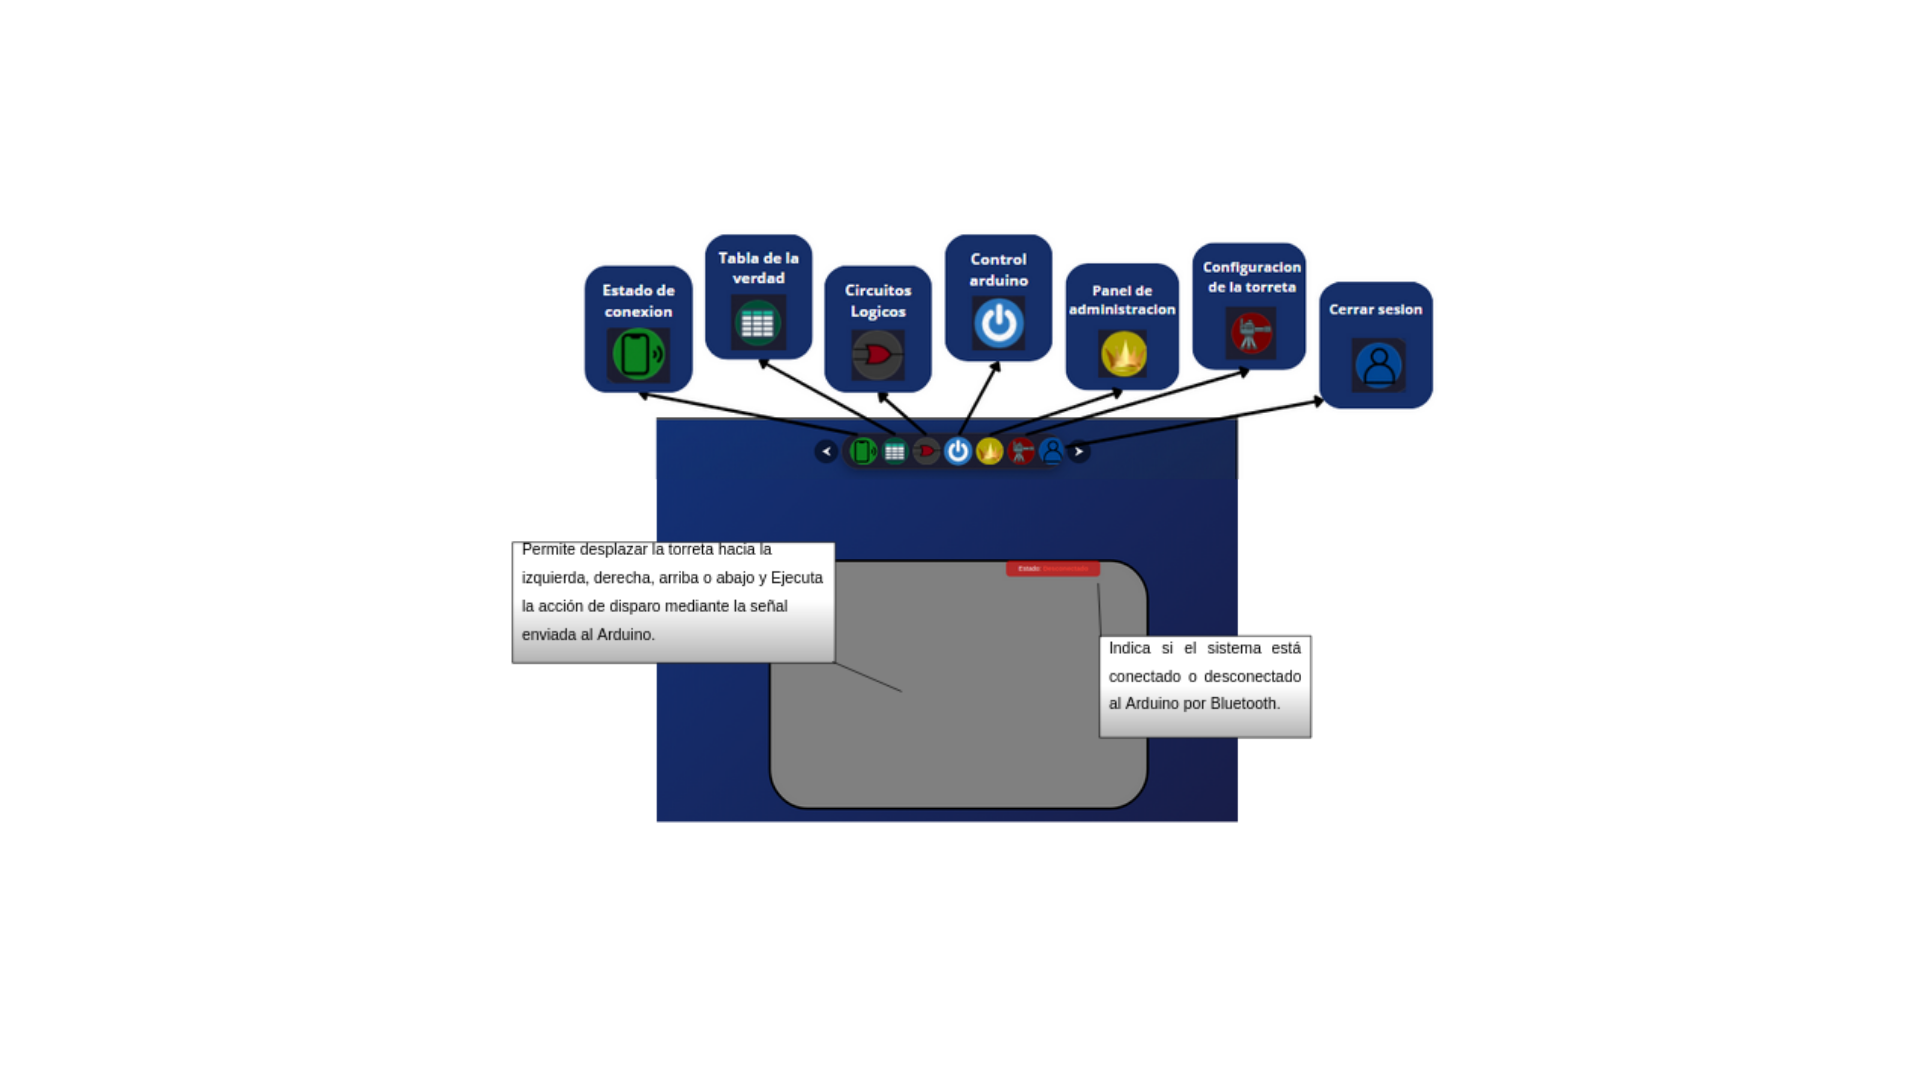 Tabla de la
verdad
Control
arduino
Configuracion
de la torreta
Estado de
conexion
Circuitos
Logicos
Panel de
administracion
Cerrar sesion
Permite desplazar la torreta hacia la
izquierda, derecha, arriba o abajo y Ejecuta
la acción de disparo mediante la señal
enviada al Arduino.
Estado: Desconectado
Indica si el sistema está
conectado o desconectado
al Arduino por Bluetooth.